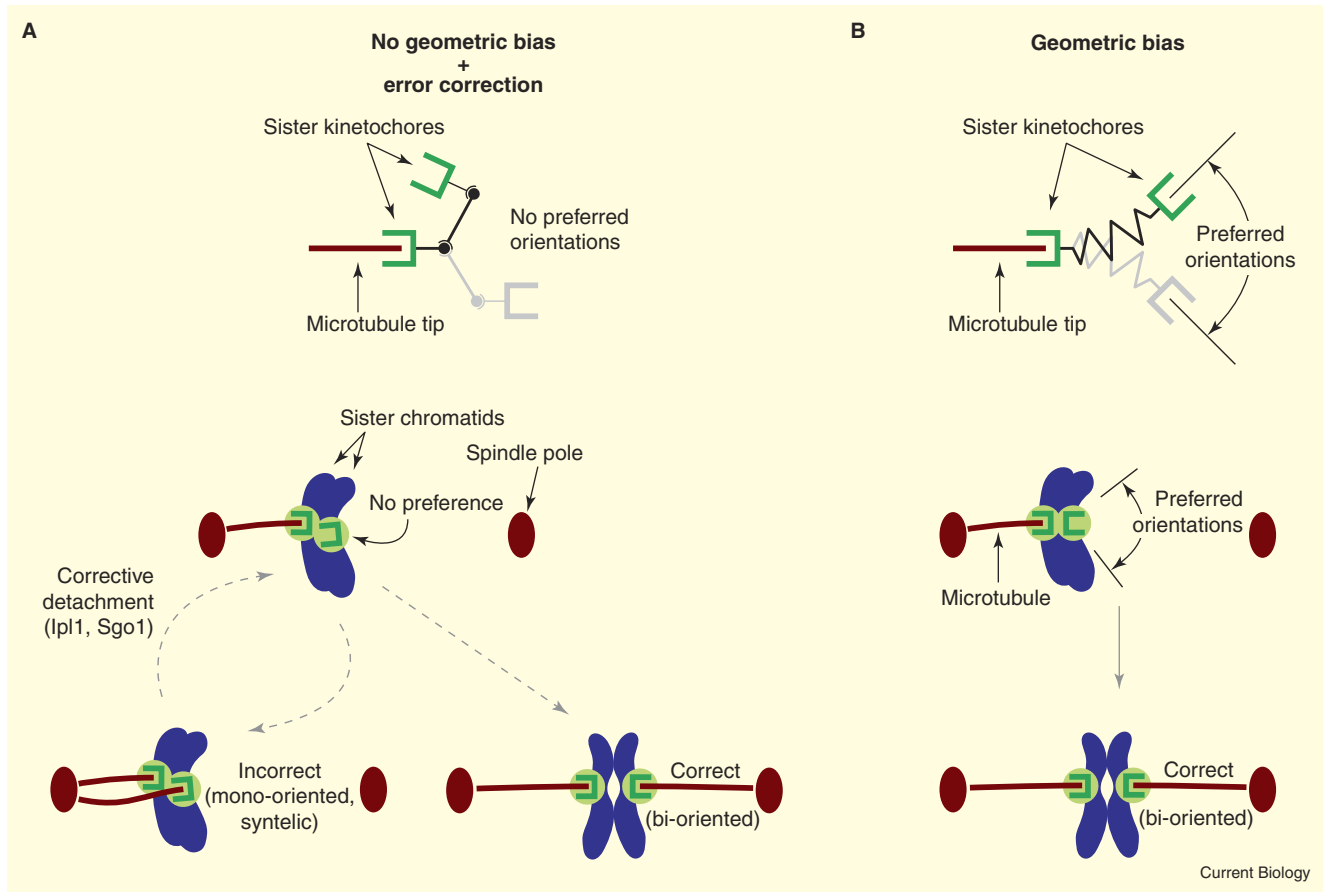 A
No geometric bias
+
error correction
Sister kinetochores
No preferred
orientations
Microtubule tip
Sister chromatids
Spindle pole
No preference
Corrective
detachment
(Ipl1, Sgo1)
Incorrect
(mono-oriented,
syntelic)
Correct
(bi-oriented)
B
Geometric bias
Sister kinetochores
Preferred
orientations
Microtubule tip
Preferred
orientations
Microtubule
Correct
(bi-oriented)
Current Biology